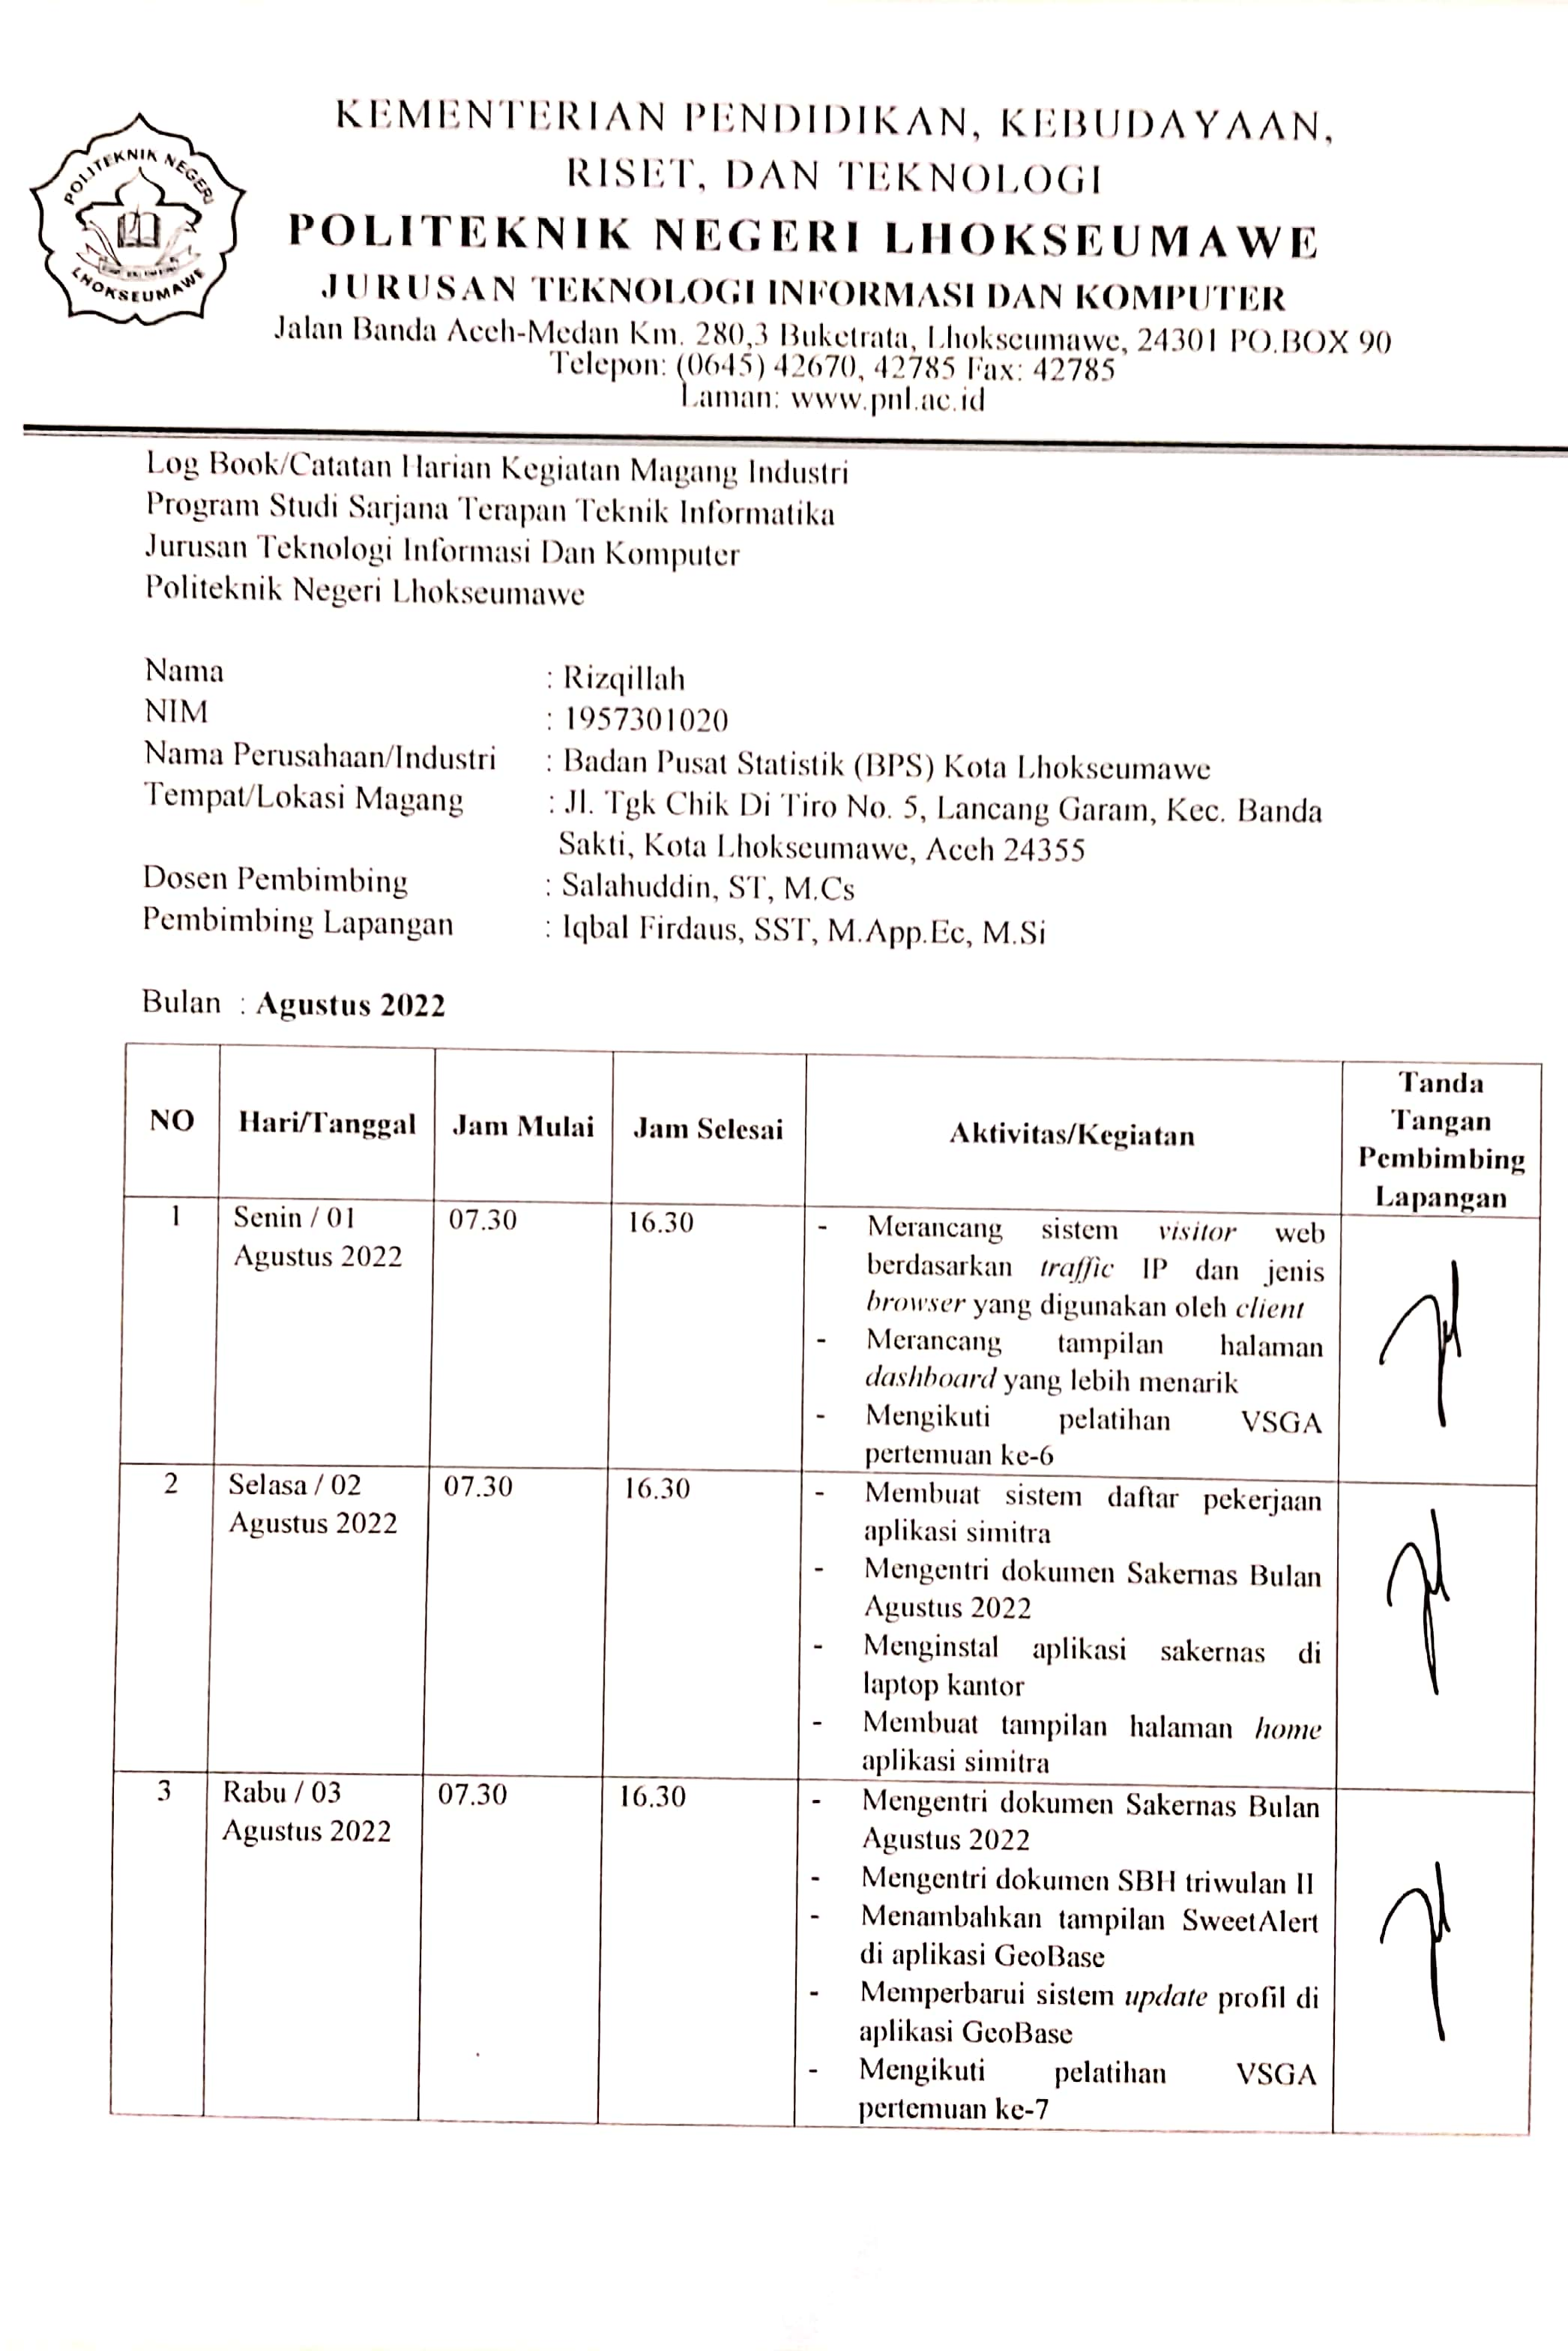 POLITEKNIK NEGERI
LHOKSEUMAWE
KEMENTERIAN PENDIDIKAN, KEBUDAYAAN,
RISET, DAN TEKNOLOGI
POLITEKNIK NEGERI LHOKSEUMAWE
JURUSAN TEKNOLOGI INFORMASI DAN KOMPUTER
Jalan Banda Aceh-Medan Km. 280,3 Buketrata, Lhokseumawe, 24301 PO.BOX 90
Telepon: (0645) 42670, 42785 Fax: 42785
Laman: www.pnl.ac.id
Log Book/Catatan Harian Kegiatan Magang Industri
Program Studi Sarjana Terapan Teknik Informatika
Jurusan Teknologi Informasi Dan Komputer
Politeknik Negeri Lhokseumawe
Nama : Rizqillah
NIM : 1957301020
Nama Perusahaan/Industri : Badan Pusat Statistik (BPS) Kota Lhokseumawe
Tempat/Lokasi Magang : Jl. Tgk Chik Di Tiro No. 5, Lancang Garam, Kec. Banda
Sakti, Kota Lhokseumawe, Aceh 24355
Dosen Pembimbing : Salahuddin, ST, M.Cs
Pembimbing Lapangan : Iqbal Firdaus, SST, M.App.Ec, M.Si
Bulan : Agustus 2022
NO Hari/Tanggal Jam Mulai Jam Selesai Aktivitas/Kegiatan Tanda
Tangan
Pembimbing
Lapangan
1 Senin / 01 07.30 16.30 - Merancang sistem visitor web
Agustus 2022 berdasarkan traffic IP dan jenis
browser yang digunakan oleh client
- Merancang tampilan halaman
dashboard yang lebih menarik
- Mengikuti pelatihan VSGA
pertemuan ke-6
2 Selasa / 02 07.30 16.30 - Membuat sistem daftar pekerjaan
Agustus 2022 aplikasi simitra
- Mengentri dokumen Sakernas Bulan
Agustus 2022
- Menginstal aplikasi sakernas di
laptop kantor
- Membuat tampilan halaman home
aplikasi simitra
3 Rabu / 03 07.30 16.30 - Mengentri dokumen Sakernas Bulan
Agustus 2022 Agustus 2022
- Mengentri dokumen SBH triwulan II
- Menambahkan tampilan SweetAlert
di aplikasi GeoBase
- Memperbarui sistem update profil di
aplikasi GeoBase
- Mengikuti pelatihan VSGA
pertemuan ke-7